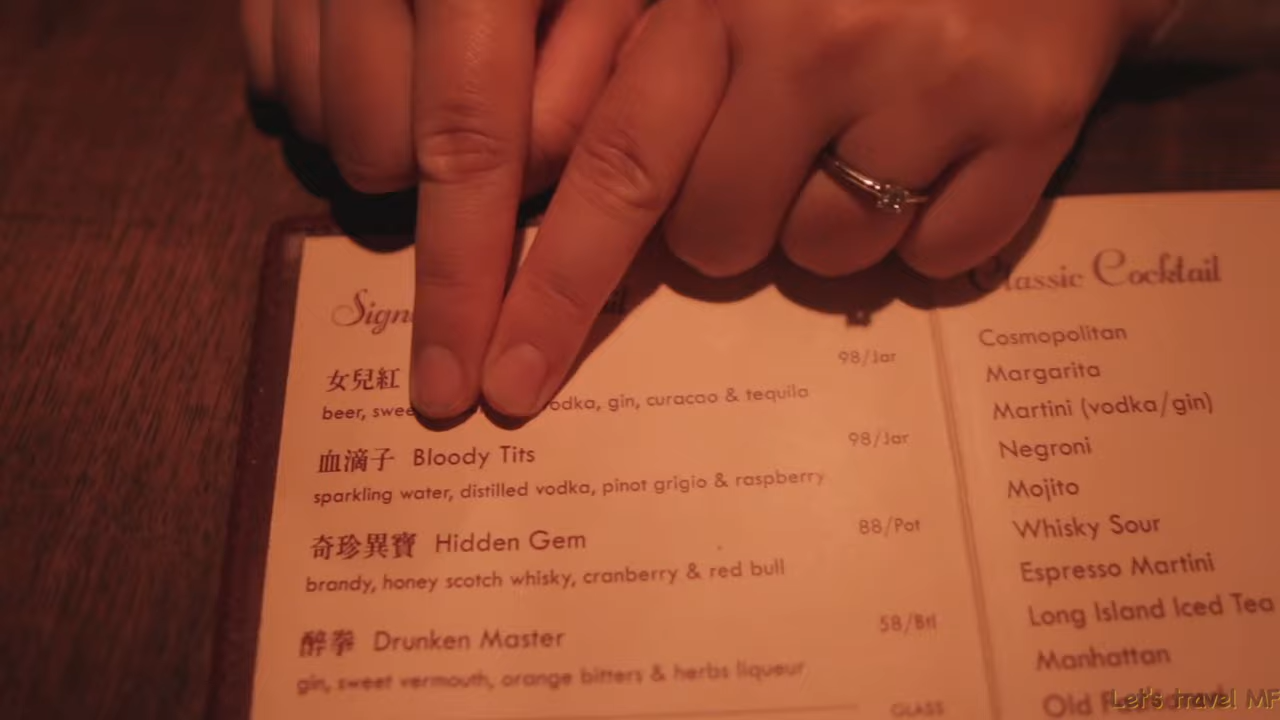 98/Jar
女兒紅
vodka, gin, curacao & tequila
血滴子 Bloody Tits 98/Jar
sparkling water, distilled vodka, pinot grigio & raspberry
奇珍異寶 Hidden Gem 88/Pot
brandy, honey scotch whisky, cranberry & red bull
醉拳 Drunken Master 58/Btl
gin, sweet vermouth, orange bitters & herbs liqueur
GLASS
Classic Cocktail
Cosmopolitan
Margarita
Martini (vodka/gin)
Negroni
Mojito
Whisky Sour
Espresso Martini
Long Island Iced Tea
Manhattan
Old
Let's travel MF